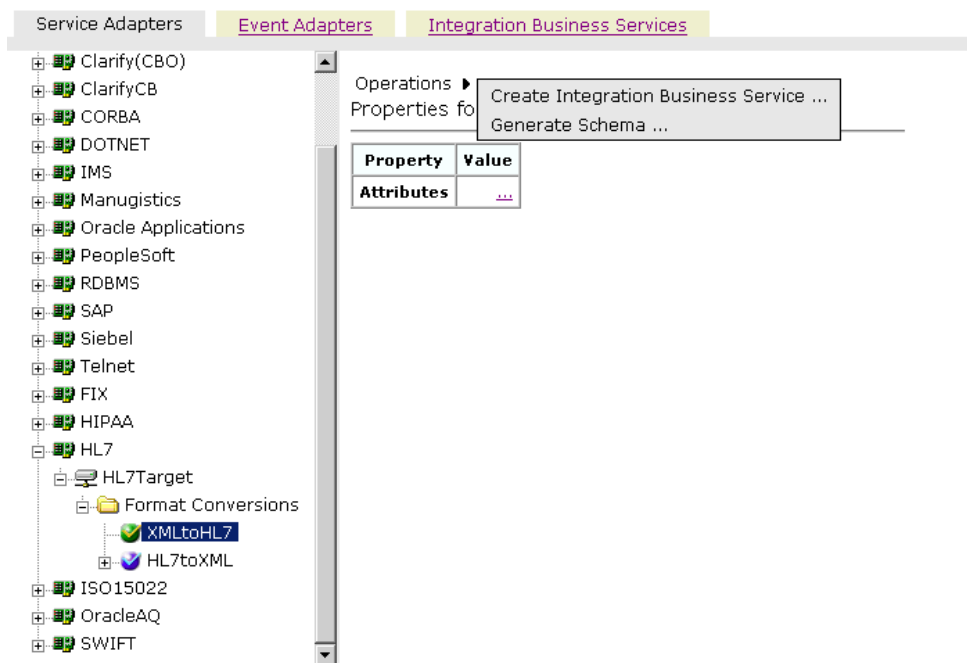 Service Adapters
Event Adapters
Integration Business Services
Clarify(CBO)
ClarifyCB
CORBA
DOTNET
IMS
Manugistics
Oracle Applications
PeopleSoft
RDBMS
SAP
Siebel
Telnet
FIX
HIPAA
HL7
HL7Target
Format Conversions
XMLtoHL7
HL7toXML
ISO15022
OracleAQ
SWIFT
Operations
Properties fo
Create Integration Business Service ...
Generate Schema ...
Property Value
Attributes ...